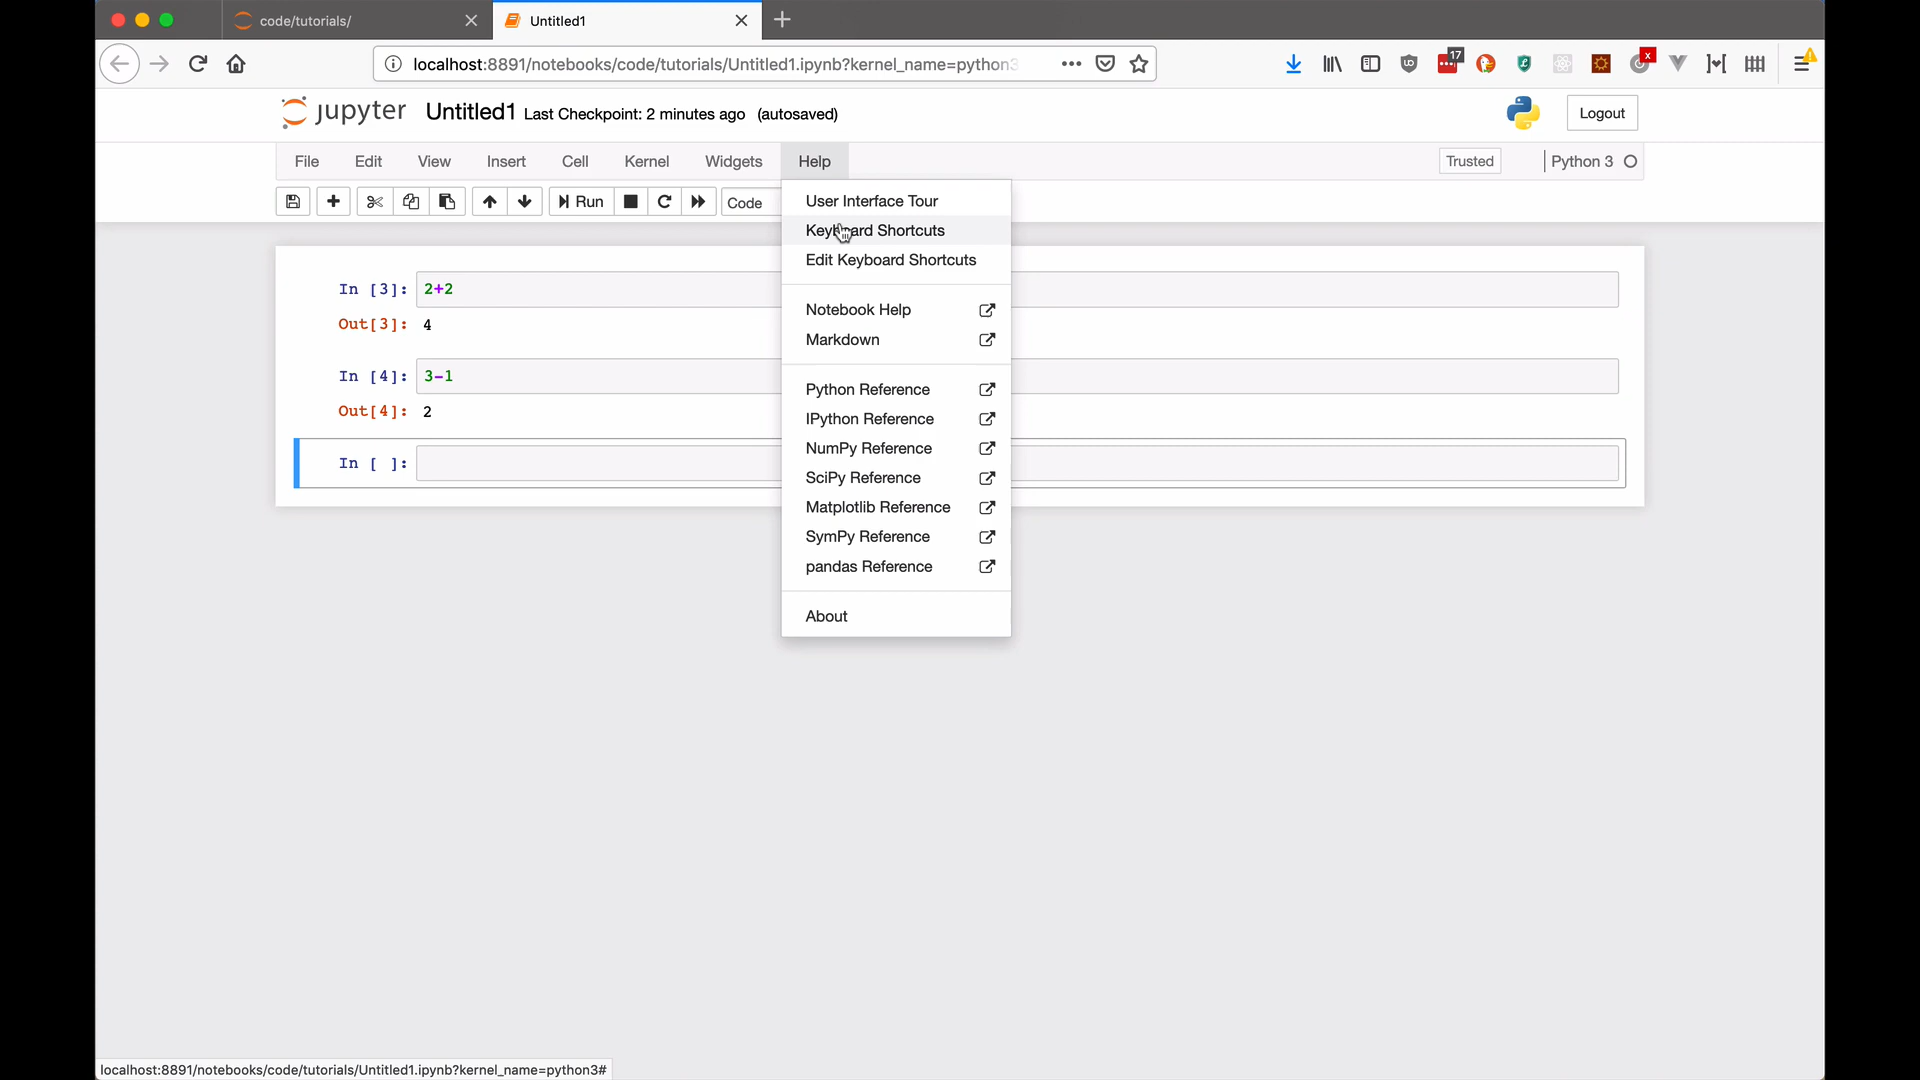 code/tutorials/
Untitled1
localhost:8891/notebooks/code/tutorials/Untitled1.ipynb?kernel_name=python3
17
x
jupyter Untitled1 Last Checkpoint: 2 minutes ago (autosaved)
Logout
File Edit View Insert Cell Kernel Widgets Help
Trusted
Python 3
Run
Code
User Interface Tour
Keyboard Shortcuts
Edit Keyboard Shortcuts
Notebook Help
Markdown
Python Reference
IPython Reference
NumPy Reference
SciPy Reference
Matplotlib Reference
SymPy Reference
pandas Reference
About
In [3]: 2+2
Out[3]: 4
In [4]: 3-1
Out[4]: 2
In [ ]:
localhost:8891/notebooks/code/tutorials/Untitled1.ipynb?kernel_name=python3#